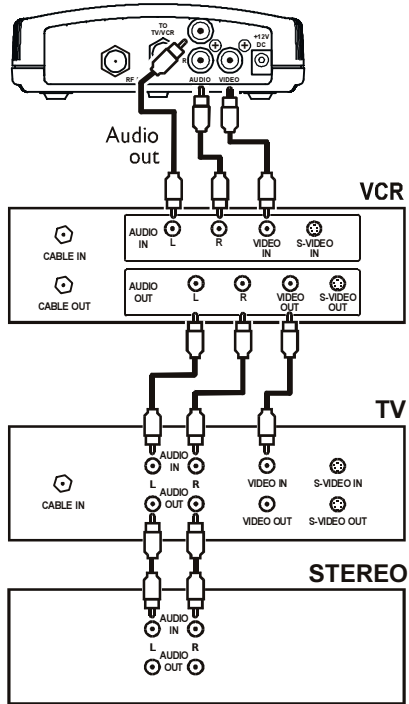 TO
TV/VCR
+12V
DC
R
RF
AUDIO VIDEO
Audio
out
VCR
CABLE IN
AUDIO
IN
L
R
VIDEO
IN
S-VIDEO
IN
CABLE OUT
AUDIO
OUT
L
R
VIDEO
OUT
S-VIDEO
OUT
TV
CABLE IN
AUDIO
IN
L
R
AUDIO
OUT
VIDEO IN
S-VIDEO IN
VIDEO OUT
S-VIDEO OUT
STEREO
AUDIO
IN
L
R
AUDIO
OUT